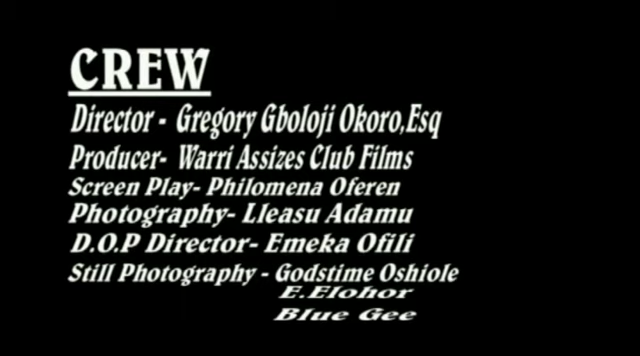 CREW
Director - Gregory Gboloji Okoro,Esq
Producer- Warri Assizes Club Films
Screen Play- Philomena Oferen
Photography- Lleasu Adamu
D.O.P Director- Emeka Ofili
Still Photography - Godstime Oshiole
E.Elohor
Blue Gee